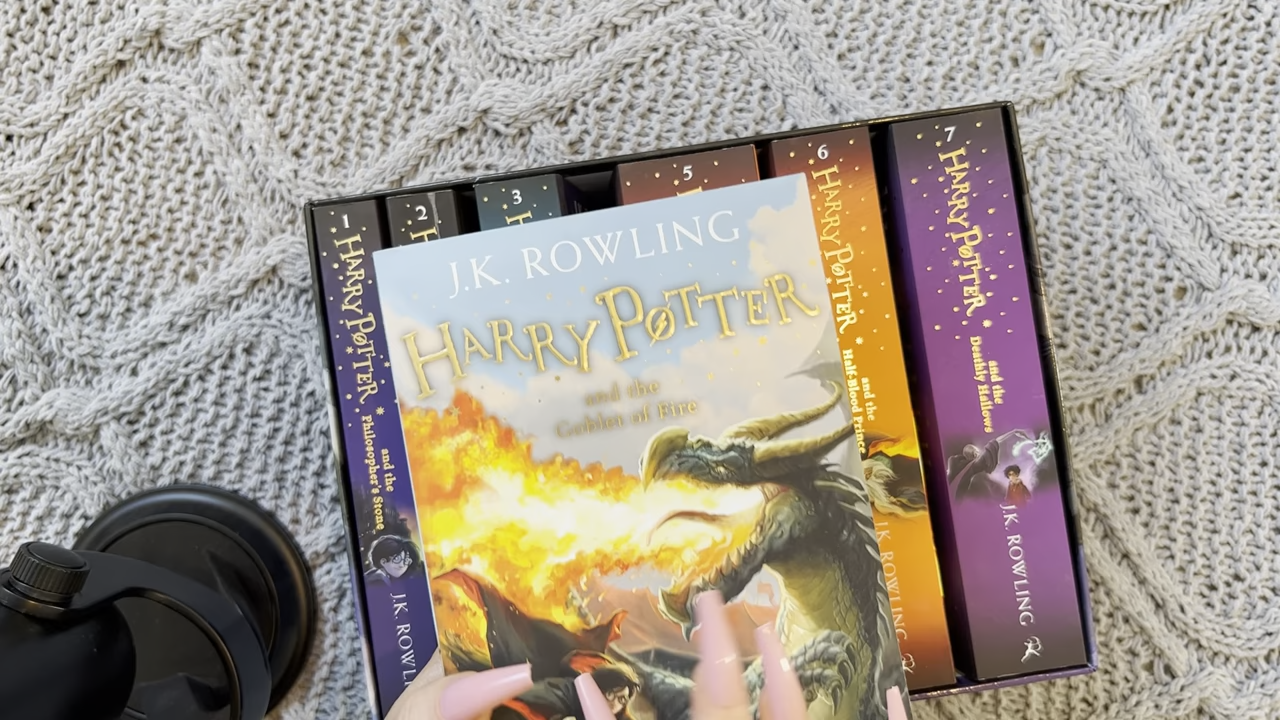 1
HARRY POTTER
and the
Philosopher's Stone
J.K. ROWL
2
H
3
H
5
6
HARRY POTTER
and the
Half-Blood Prince
J.K. ROWLING
7
HARRY POTTER
and the
Deathly Hallows
J.K. ROWLING
J.K. ROWLING
HARRY POTTER
and the
Goblet of Fire